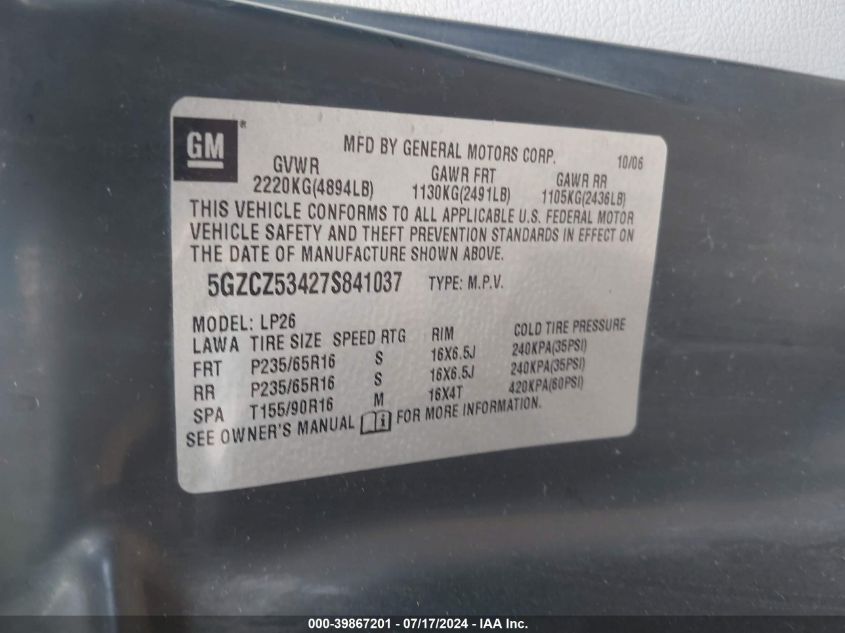 GM
MFD BY GENERAL MOTORS CORP. 10/06
GVWR GAWR FRT GAWR RR
2220KG(4894LB) 1130KG(2491LB) 1105KG(2436LB)
THIS VEHICLE CONFORMS TO ALL APPLICABLE U.S. FEDERAL MOTOR
VEHICLE SAFETY AND THEFT PREVENTION STANDARDS IN EFFECT ON
THE DATE OF MANUFACTURE SHOWN ABOVE.
5GZCZ53427S841037 TYPE: M.P.V.
MODEL: LP26
LAWA TIRE SIZE SPEED RTG RIM COLD TIRE PRESSURE
FRT P235/65R16 S 16X6.5J 240KPA(35PSI)
RR P235/65R16 S 16X6.5J 240KPA(35PSI)
SPA T155/90R16 M 16X4T 420KPA(60PSI)
SEE OWNER'S MANUAL i FOR MORE INFORMATION.
000-39867201 - 07/17/2024 - IAA Inc.